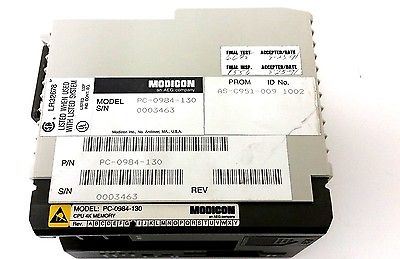 LR32678
LISTED WHEN USED
WITH LISTED SYSTEM
MODICON
an AEG company
MODEL PC-0984-130
S/N 0003463
Modicon Inc., No. Andover, MA., U.S.A.
FINAL TEST. ACCEPTED/DATE
FINAL INSP. ACCEPTED/DATE
PROM ID No.
AS-C951-009 1002
P/N PC-0984-130
S/N 0003463 REV
MODEL: PC-0984-130
CPU 4K MEMORY
MODICON
an AEG company
Rev. A B C D E F G I J K L M N O P Q R S T U V W X Y